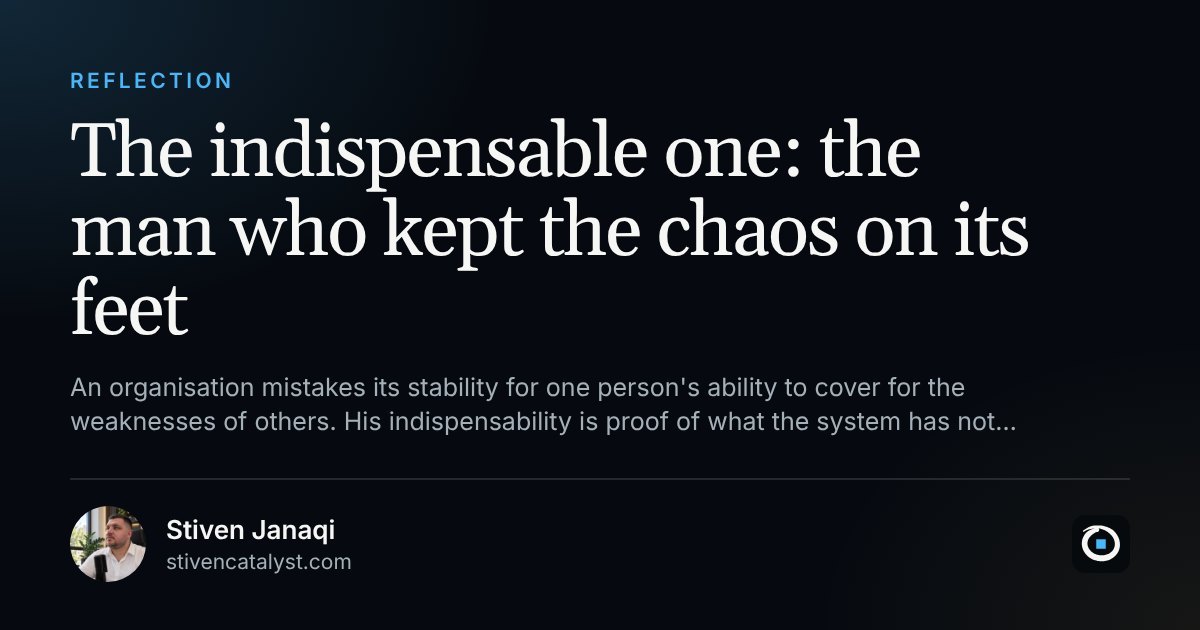 REFLECTION
The indispensable one: the
man who kept the chaos on its
feet
An organisation mistakes its stability for one person's ability to cover for the
weaknesses of others. His indispensability is proof of what the system has not...
Stiven Janaqi
stivencatalyst.com